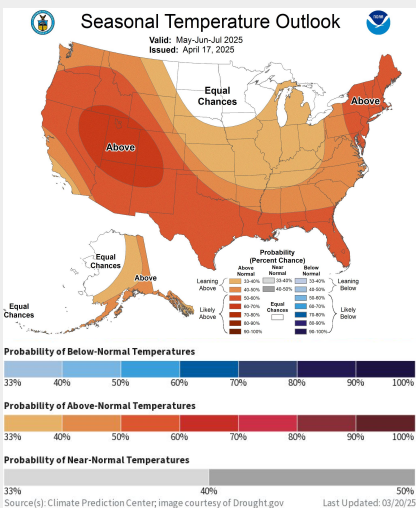 Seasonal Temperature Outlook
Valid: May-Jun-Jul 2025
Issued: April 17, 2025
noaa
Equal
Chances
Above
Above
Equal
Chances
Above
Equal
Chances
Probability
(Percent Chance)
Above
Normal
Near
Normal
Below
Normal
Leaning
Above
33-40%
33-40%
33-40%
Leaning
Below
40-50%
40-50%
40-50%
Likely
Above
50-60%
50-60%
60-70%
Equal
Chances
60-70%
70-80%
70-80%
80-90%
80-90%
90-100%
90-100%
Likely
Below
Probability of Below-Normal Temperatures
33% 40% 50% 60% 70% 80% 90% 100%
Probability of Above-Normal Temperatures
33% 40% 50% 60% 70% 80% 90% 100%
Probability of Near-Normal Temperatures
33% 40% 50%
Source(s): Climate Prediction Center; image courtesy of Drought.gov
Last Updated: 03/20/25